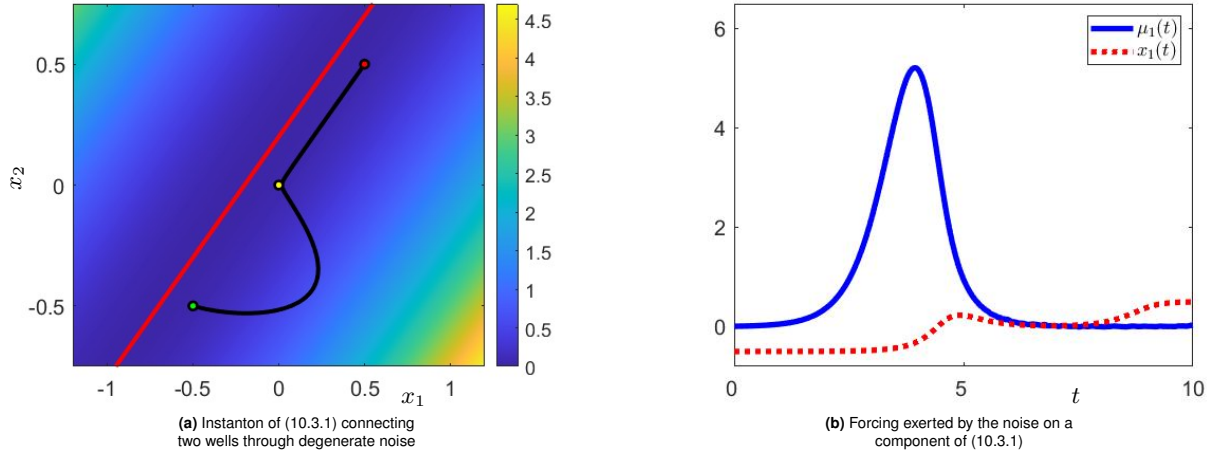 0.5
0
-0.5
x₂
-1
-0.5
0
0.5
1
x₁
4.5
4
3.5
3
2.5
2
1.5
1
0.5
0
(a) Instanton of (10.3.1) connecting
two wells through degenerate noise
6
4
2
0
0
5
10
t
μ₁(t)
x₁(t)
(b) Forcing exerted by the noise on a
component of (10.3.1)